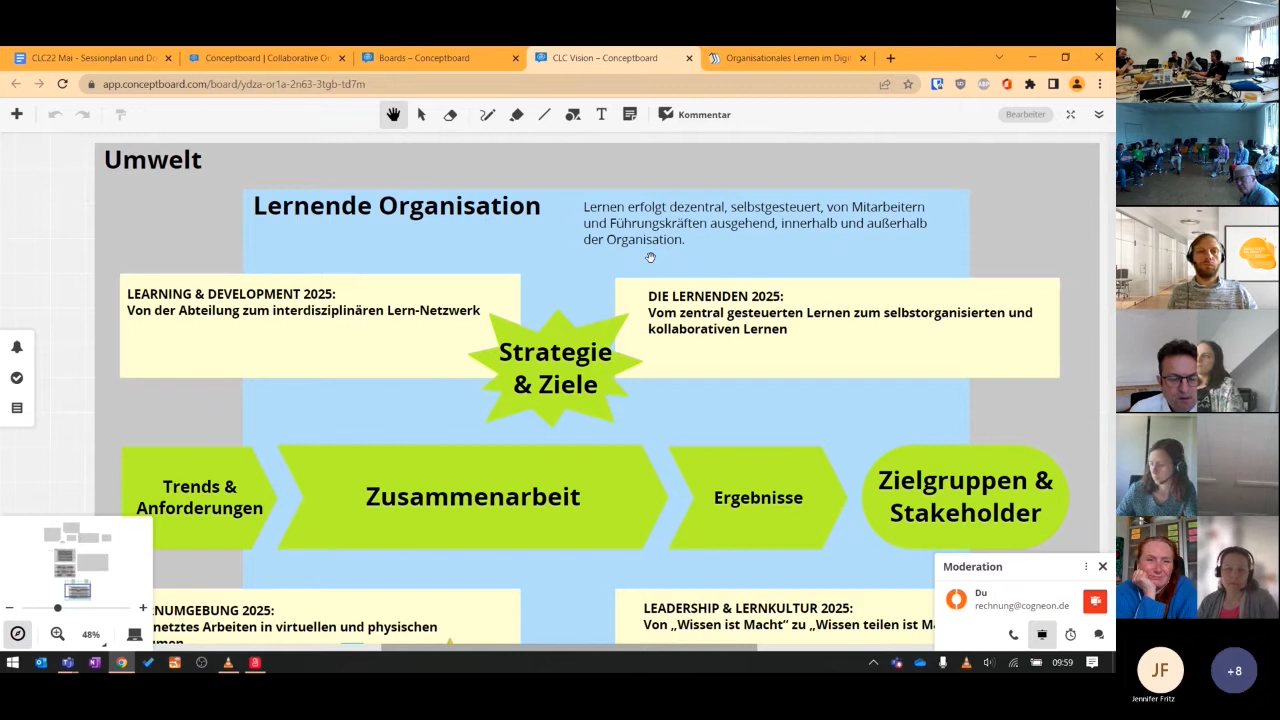 CLC22 Mai - Sessionplan und Do
Conceptboard | Collaborative On
Boards – Conceptboard
CLC Vision – Conceptboard
Organisationales Lernen im Digit
app.conceptboard.com/board/ydza-or1a-2n63-3tgb-td7m
Kommentar
Bearbeiter
Umwelt
Lernende Organisation
Lernen erfolgt dezentral, selbstgesteuert, von Mitarbeitern
und Führungskräften ausgehend, innerhalb und außerhalb
der Organisation.
LEARNING & DEVELOPMENT 2025:
Von der Abteilung zum interdisziplinären Lern-Netzwerk
DIE LERNENDEN 2025:
Vom zentral gesteuerten Lernen zum selbstorganisierten und
kollaborativen Lernen
Strategie
& Ziele
Trends &
Anforderungen
Zusammenarbeit
Ergebnisse
Zielgruppen &
Stakeholder
RNUMGEBUNG 2025:
netztes Arbeiten in virtuellen und physischen
LEADERSHIP & LERNKULTUR 2025:
Von „Wissen ist Macht“ zu „Wissen teilen ist Ma
Moderation
Du
rechnung@cogneon.de
48%
09:59
JF
Jennifer Fritz
+8